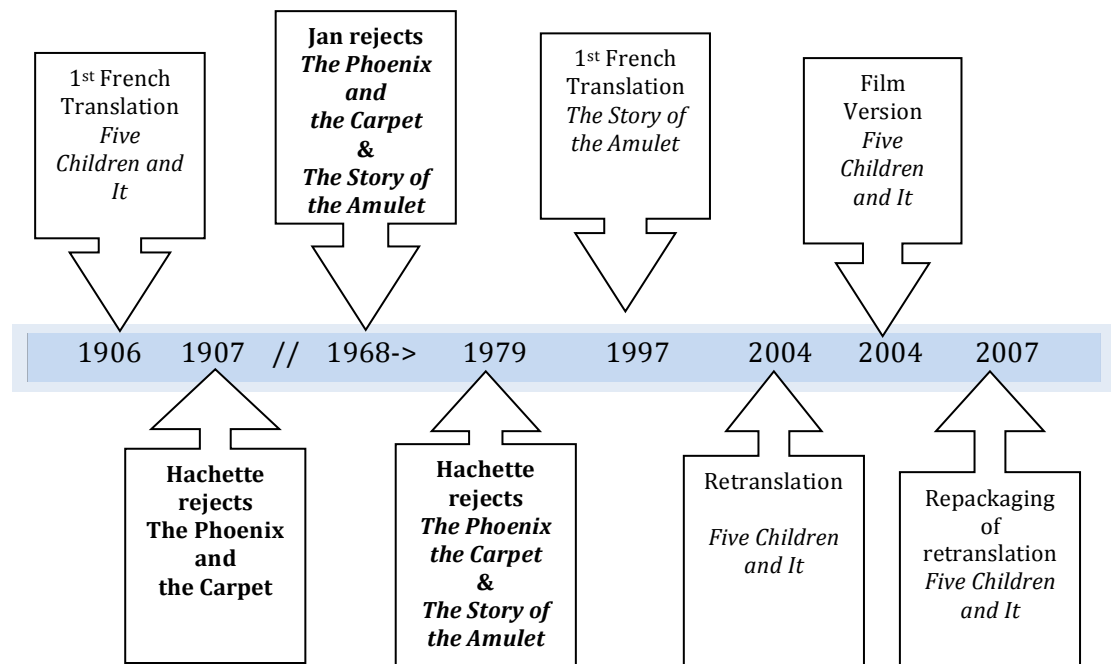 1st French
Translation
Five
Children and
It
Jan rejects
The Phoenix
and
the Carpet
&
The Story of
the Amulet
1st French
Translation
The Story of
the Amulet
Film
Version
Five
Children
and It
1906 1907 // 1968-> 1979 1997 2004 2004 2007
Hachette
rejects
The Phoenix
and
the Carpet
Hachette
rejects
The Phoenix
the Carpet
&
The Story of
the Amulet
Retranslation
Five Children
and It
Repackaging
of
retranslation
Five Children
and It